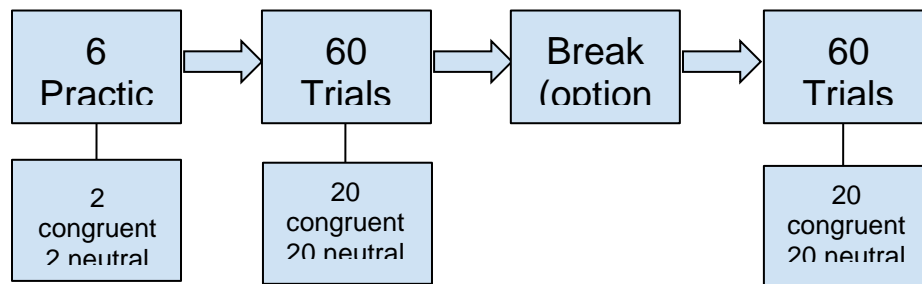 6
Practic
60
Trials
Break
(option
60
Trials
2
congruent
2 neutral
20
congruent
20 neutral
20
congruent
20 neutral